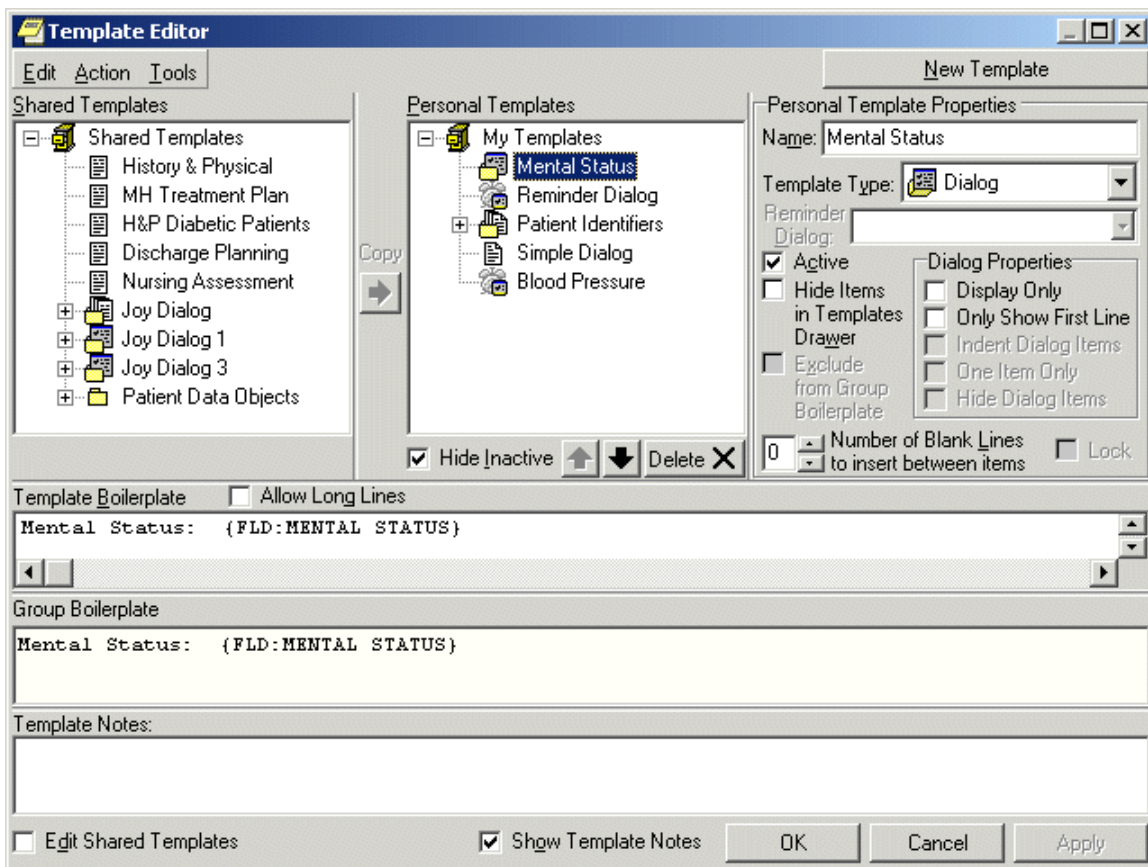 Template Editor
Edit Action Tools
New Template
Shared Templates
Shared Templates
History & Physical
MH Treatment Plan
H&P Diabetic Patients
Discharge Planning
Nursing Assessment
Joy Dialog
Joy Dialog 1
Joy Dialog 3
Patient Data Objects
Copy
Personal Templates
My Templates
Mental Status
Reminder Dialog
Patient Identifiers
Simple Dialog
Blood Pressure
Hide Inactive
Delete
Personal Template Properties
Name: Mental Status
Template Type: Dialog
Reminder
Dialog:
Active
Hide Items
in Templates
Drawer
Exclude
from Group
Boilerplate
Dialog Properties
Display Only
Only Show First Line
Indent Dialog Items
One Item Only
Hide Dialog Items
0 Number of Blank Lines
to insert between items
Lock
Template Boilerplate Allow Long Lines
Mental Status: {FLD:MENTAL STATUS}
Group Boilerplate
Mental Status: {FLD:MENTAL STATUS}
Template Notes:
Edit Shared Templates
Show Template Notes
OK
Cancel
Apply